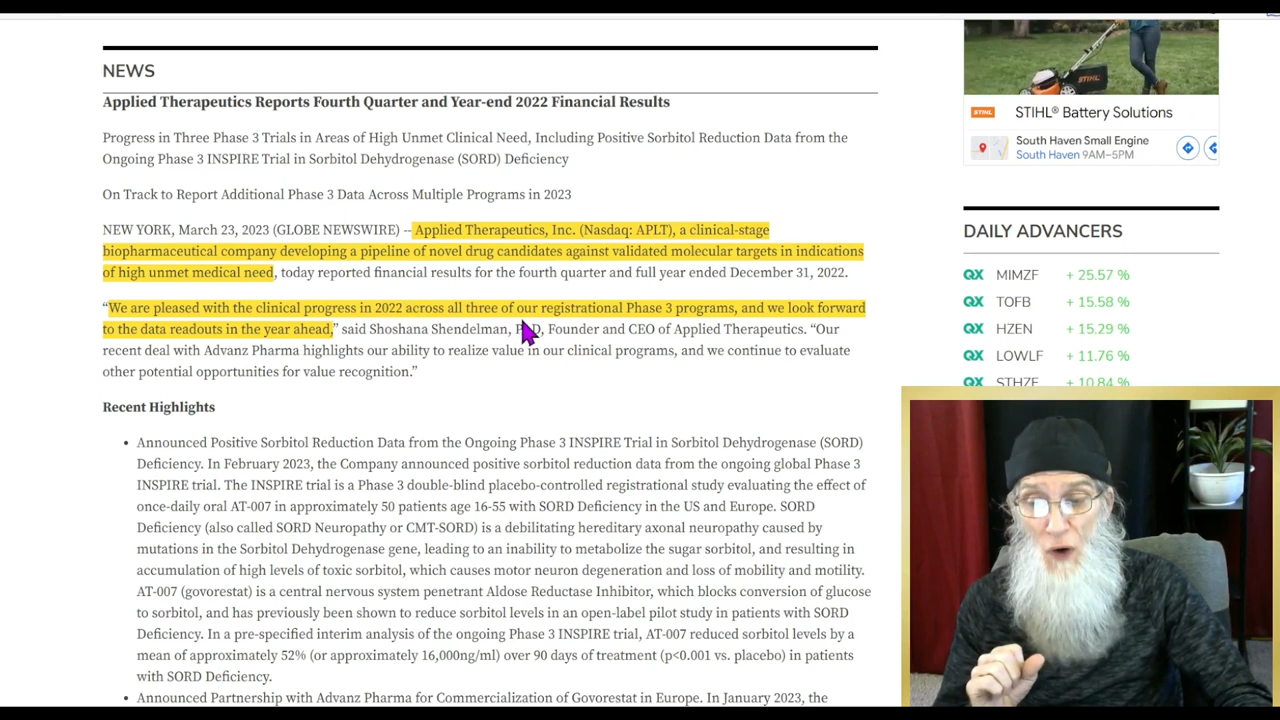 NEWS
Applied Therapeutics Reports Fourth Quarter and Year-end 2022 Financial Results
Progress in Three Phase 3 Trials in Areas of High Unmet Clinical Need, Including Positive Sorbitol Reduction Data from the
Ongoing Phase 3 INSPIRE Trial in Sorbitol Dehydrogenase (SORD) Deficiency
On Track to Report Additional Phase 3 Data Across Multiple Programs in 2023
NEW YORK, March 23, 2023 (GLOBE NEWSWIRE) -- Applied Therapeutics, Inc. (Nasdaq: APLT), a clinical-stage
biopharmaceutical company developing a pipeline of novel drug candidates against validated molecular targets in indications
of high unmet medical need, today reported financial results for the fourth quarter and full year ended December 31, 2022.
“We are pleased with the clinical progress in 2022 across all three of our registrational Phase 3 programs, and we look forward
to the data readouts in the year ahead,” said Shoshana Shendelman, PhD, Founder and CEO of Applied Therapeutics. “Our
recent deal with Advanz Pharma highlights our ability to realize value in our clinical programs, and we continue to evaluate
other potential opportunities for value recognition.”
Recent Highlights
• Announced Positive Sorbitol Reduction Data from the Ongoing Phase 3 INSPIRE Trial in Sorbitol Dehydrogenase (SORD)
Deficiency. In February 2023, the Company announced positive sorbitol reduction data from the ongoing global Phase 3
INSPIRE trial. The INSPIRE trial is a Phase 3 double-blind placebo-controlled registrational study evaluating the effect of
once-daily oral AT-007 in approximately 50 patients age 16-55 with SORD Deficiency in the US and Europe. SORD
Deficiency (also called SORD Neuropathy or CMT-SORD) is a debilitating hereditary axonal neuropathy caused by
mutations in the Sorbitol Dehydrogenase gene, leading to an inability to metabolize the sugar sorbitol, and resulting in
accumulation of high levels of toxic sorbitol, which causes motor neuron degeneration and loss of mobility and motility.
AT-007 (govorestat) is a central nervous system penetrant Aldose Reductase Inhibitor, which blocks conversion of glucose
to sorbitol, and has previously been shown to reduce sorbitol levels in an open-label pilot study in patients with SORD
Deficiency. In a pre-specified interim analysis of the ongoing Phase 3 INSPIRE trial, AT-007 reduced sorbitol levels by a
mean of approximately 52% (or approximately 16,000ng/ml) over 90 days of treatment (p<0.001 vs. placebo) in patients
with SORD Deficiency.
• Announced Partnership with Advanz Pharma for Commercialization of Govorestat in Europe. In January 2023, the
STIHL
STIHL STIHL® Battery Solutions
South Haven Small Engine
South Haven 9AM–5PM
DAILY ADVANCERS
QX MIMZF + 25.57 %
QX TOFB + 15.58 %
QX HZEN + 15.29 %
QX LOWLF + 11.76 %
QX STHZF + 10.84 %